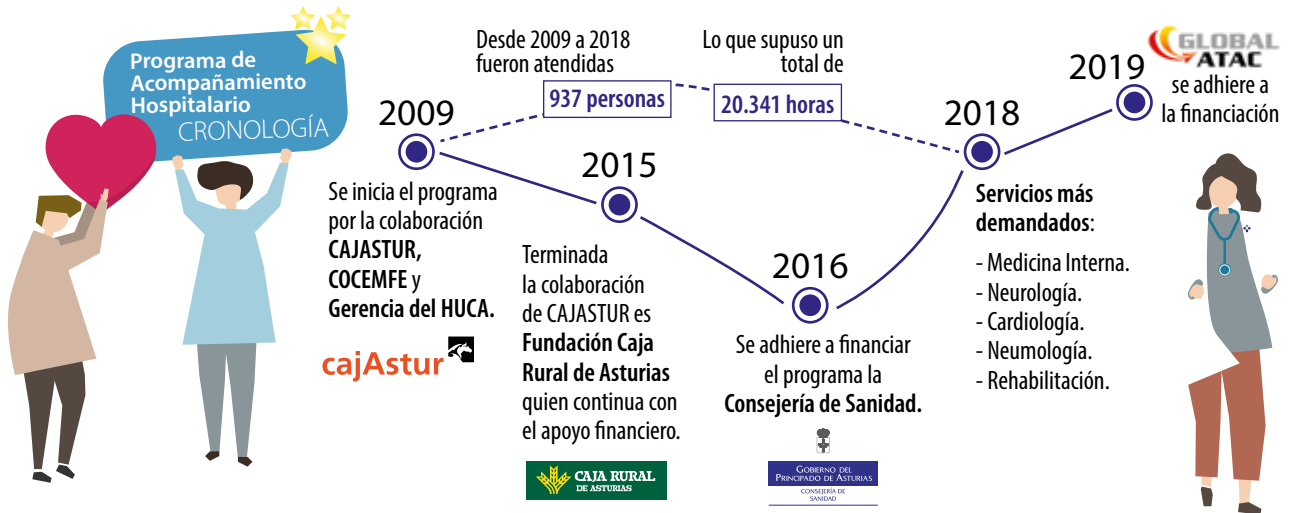 Programa de
Acompañamiento
Hospitalario
CRONOLOGÍA
2009
Se inicia el programa
por la colaboración
CAJASTUR,
COCEMFE y
Gerencia del HUCA.
cajAstur
Desde 2009 a 2018
fueron atendidas
937 personas
Lo que supuso un
total de
20.341 horas
2015
Terminada
la colaboración
de CAJASTUR es
Fundación Caja
Rural de Asturias
quien continua con
el apoyo financiero.
CAJA RURAL
DE ASTURIAS
2016
Se adhiere a financiar
el programa la
Consejería de Sanidad.
GOBIERNO DEL
PRINCIPADO DE ASTURIAS
CONSEJERÍA DE
SANIDAD
2018
Servicios más
demandados:
- Medicina Interna.
- Neurología.
- Cardiología.
- Neumología.
- Rehabilitación.
2019
GLOBAL
ATAC
se adhiere a
la financiación